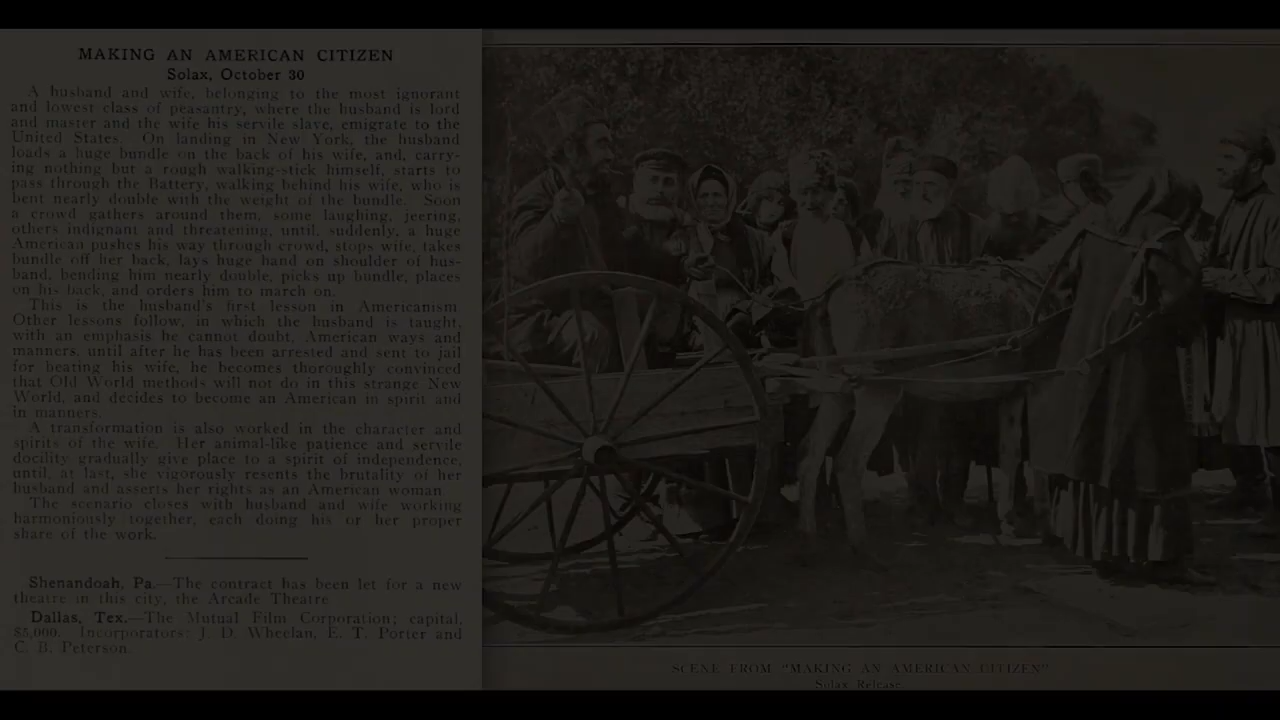 MAKING AN AMERICAN CITIZEN
Solax, October 30
A husband and wife, belonging to the most ignorant
and lowest class of peasantry, where the husband is lord
and master and the wife his servile slave, emigrate to the
United States. On landing in New York, the husband
loads a huge bundle on the back of his wife, and, carry-
ing nothing but a rough walking-stick himself, starts to
pass through the Battery, walking behind his wife, who is
bent nearly double with the weight of the bundle. Soon
a crowd gathers around them, some laughing, jeering,
others indignant and threatening, until, suddenly, a huge
American pushes his way through crowd, stops wife, takes
bundle off her back, lays huge hand on shoulder of hus-
band, bending him nearly double, picks up bundle, places
on his back, and orders him to march on.
This is the husband's first lesson in Americanism.
Other lessons follow, in which the husband is taught,
with an emphasis he cannot doubt, American ways and
manners, until after he has been arrested and sent to jail
for beating his wife, he becomes thoroughly convinced
that Old World methods will not do in this strange New
World, and decides to become an American in spirit and
in manners.
A transformation is also worked in the character and
spirits of the wife. Her animal-like patience and servile
docility gradually give place to a spirit of independence,
until, at last, she vigorously resents the brutality of her
husband and asserts her rights as an American woman.
The scenario closes with husband and wife working
harmoniously together, each doing his or her proper
share of the work.
Shenandoah, Pa.—The contract has been let for a new
theatre in this city, the Arcade Theatre.
Dallas, Tex.—The Mutual Film Corporation; capital,
$5,000. Incorporators: J. D. Wheelan, E. T. Porter and
C. B. Peterson.
SCENE FROM "MAKING AN AMERICAN CITIZEN"
Solax Release